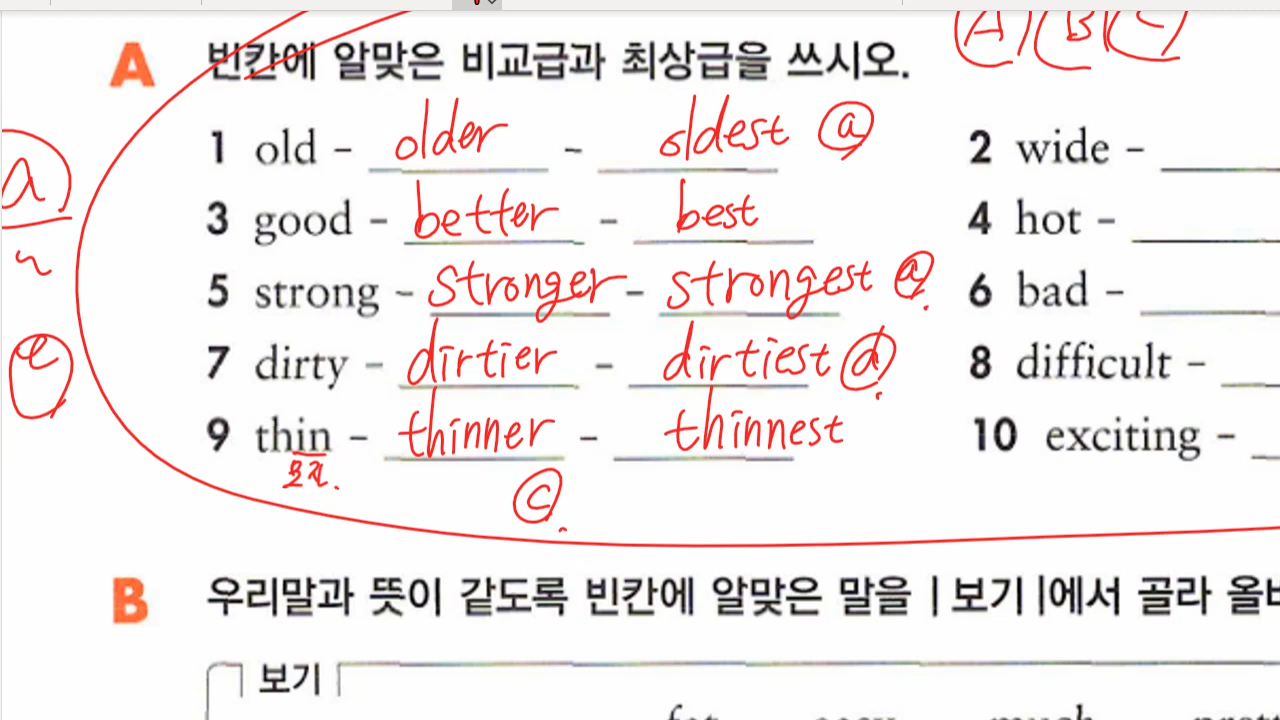 (A) (B) (C)
A 빈칸에 알맞은 비교급과 최상급을 쓰시오.
1 old - older - oldest ⓐ 2 wide -
3 good - better - best 4 hot -
5 strong - stronger - strongest ⓐ. 6 bad -
7 dirty - dirtier - dirtiest ⓓ. 8 difficult -
9 thin - thinner - thinnest 10 exciting -
ⓒ.
ⓐ
~
ⓔ
B 우리말과 뜻이 같도록 빈칸에 알맞은 말을 |보기|에서 골라
보기
fat easy much